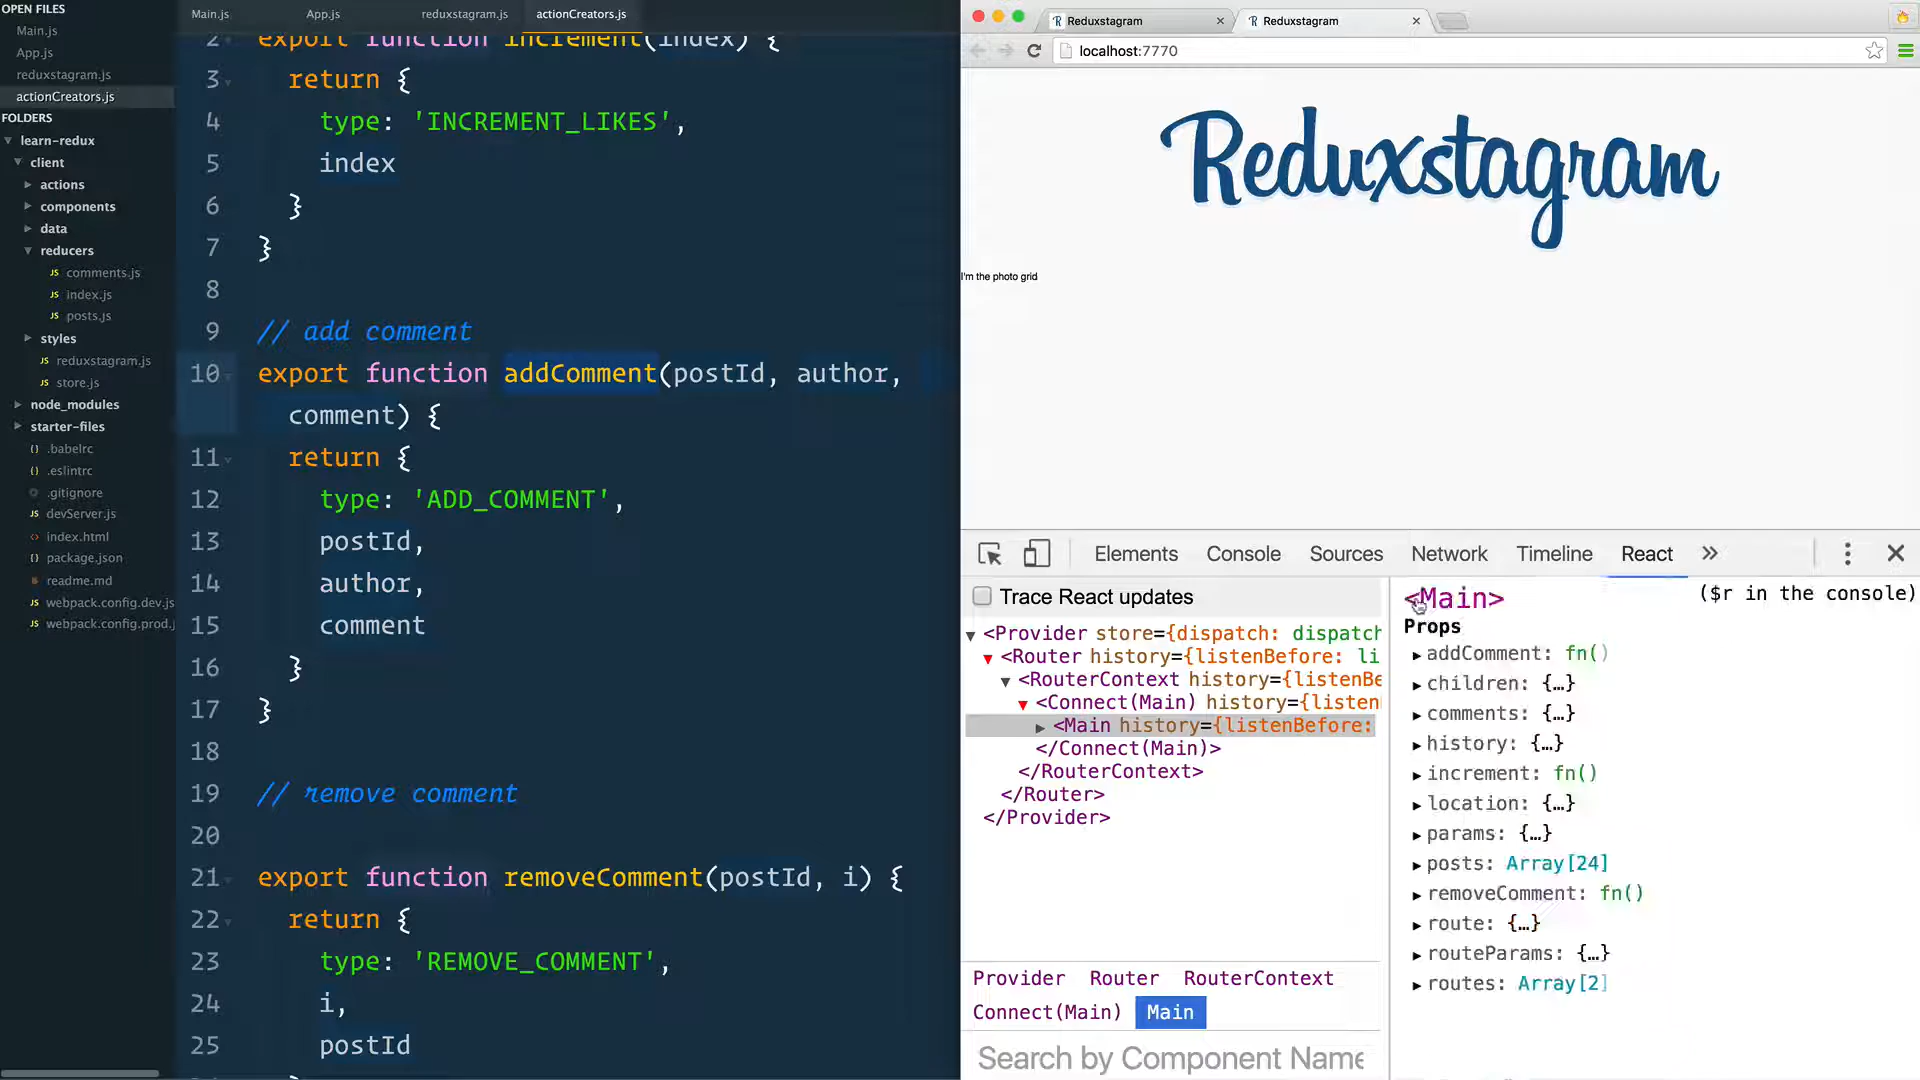 OPEN FILES
Main.js
App.js
reduxstagram.js
actionCreators.js
FOLDERS
learn-redux
client
actions
components
data
reducers
comments.js
index.js
posts.js
styles
reduxstagram.js
store.js
node_modules
starter-files
.babelrc
.eslintrc
.gitignore
devServer.js
index.html
package.json
readme.md
webpack.config.dev.js
webpack.config.prod.j
Main.js App.js reduxstagram.js actionCreators.js
2 export function increment(index) {
3 return {
4 type: 'INCREMENT_LIKES',
5 index
6 }
7 }
8
9 // add comment
10 export function addComment(postId, author,
comment) {
11 return {
12 type: 'ADD_COMMENT',
13 postId,
14 author,
15 comment
16 }
17 }
18
19 // remove comment
20
21 export function removeComment(postId, i) {
22 return {
23 type: 'REMOVE_COMMENT',
24 i,
25 postId
Reduxstagram Reduxstagram
localhost:7770
Reduxstagram
I'm the photo grid
Elements Console Sources Network Timeline React
Trace React updates
<Provider store={dispatch: dispatch
<Router history={listenBefore: li
<RouterContext history={listenBe
<Connect(Main) history={listen
<Main history={listenBefore:
</Connect(Main)>
</RouterContext>
</Router>
</Provider>
Provider Router RouterContext
Connect(Main) Main
Search by Component Name
<Main> ($r in the console)
Props
addComment: fn()
children: {…}
comments: {…}
history: {…}
increment: fn()
location: {…}
params: {…}
posts: Array[24]
removeComment: fn()
route: {…}
routeParams: {…}
routes: Array[2]